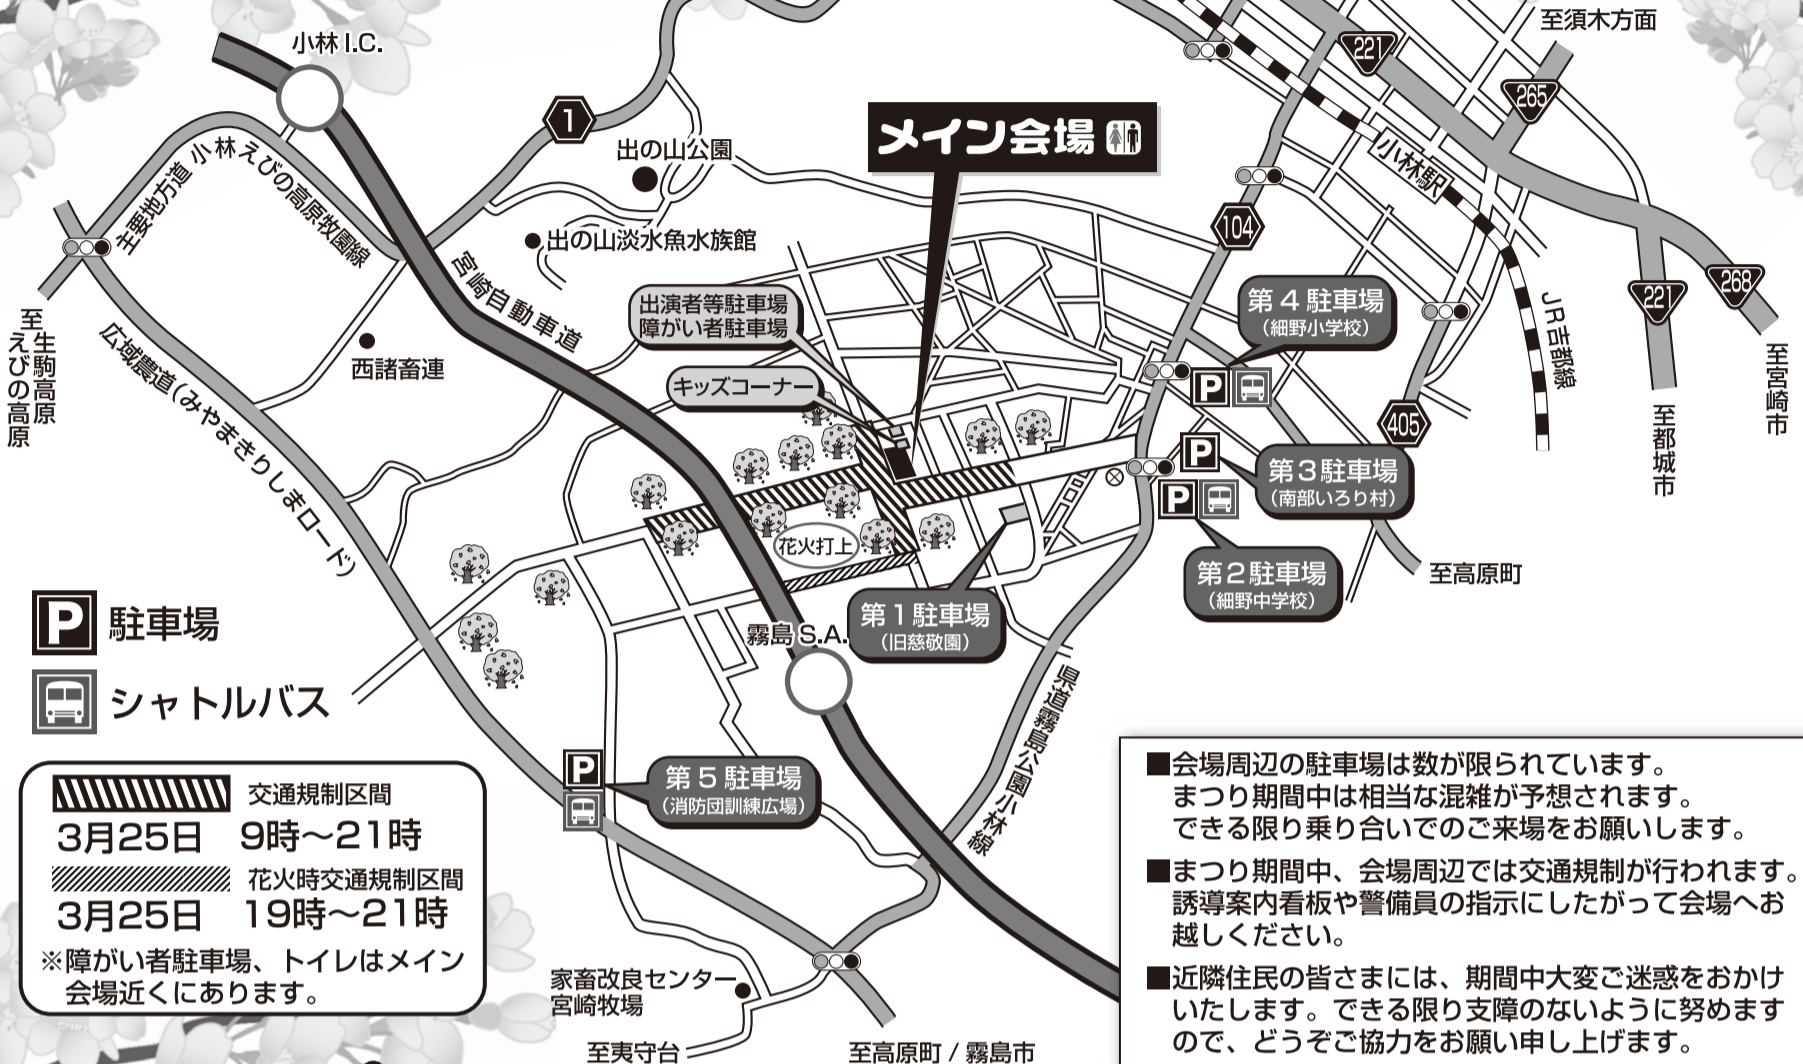 小林 I.C.
至須木方面
221
265
1
メイン会場
出の山公園
小林駅
主要地方道 小林えびの高原牧園線
104
出の山淡水魚水族館
宮崎自動車道
268
221
JR吉都線
出演者等駐車場
障がい者駐車場
第4駐車場
(細野小学校)
至生駒高原
えびの高原
広域農道(みやまきりしまロード)
西諸畜連
キッズコーナー
P
至宮崎市
至都城市
405
P
第3駐車場
(南部いろり村)
P
花火打上
第2駐車場
(細野中学校)
至高原町
第1駐車場
(旧慈敬園)
P 駐車場
霧島 S.A.
シャトルバス
県道霧島公園小林線
P
第5駐車場
(消防団訓練広場)
交通規制区間
3月25日 9時〜21時
花火時交通規制区間
3月25日 19時〜21時
※障がい者駐車場、トイレはメイン
会場近くにあります。
家畜改良センター
宮崎牧場
至夷守台
至高原町 / 霧島市
■会場周辺の駐車場は数が限られています。
まつり期間中は相当な混雑が予想されます。
できる限り乗り合いでのご来場をお願いします。
■まつり期間中、会場周辺では交通規制が行われます。
誘導案内看板や警備員の指示にしたがって会場へお
越しください。
■近隣住民の皆さまには、期間中大変ご迷惑をおかけ
いたします。できる限り支障のないように努めます
ので、どうぞご協力をお願い申し上げます。